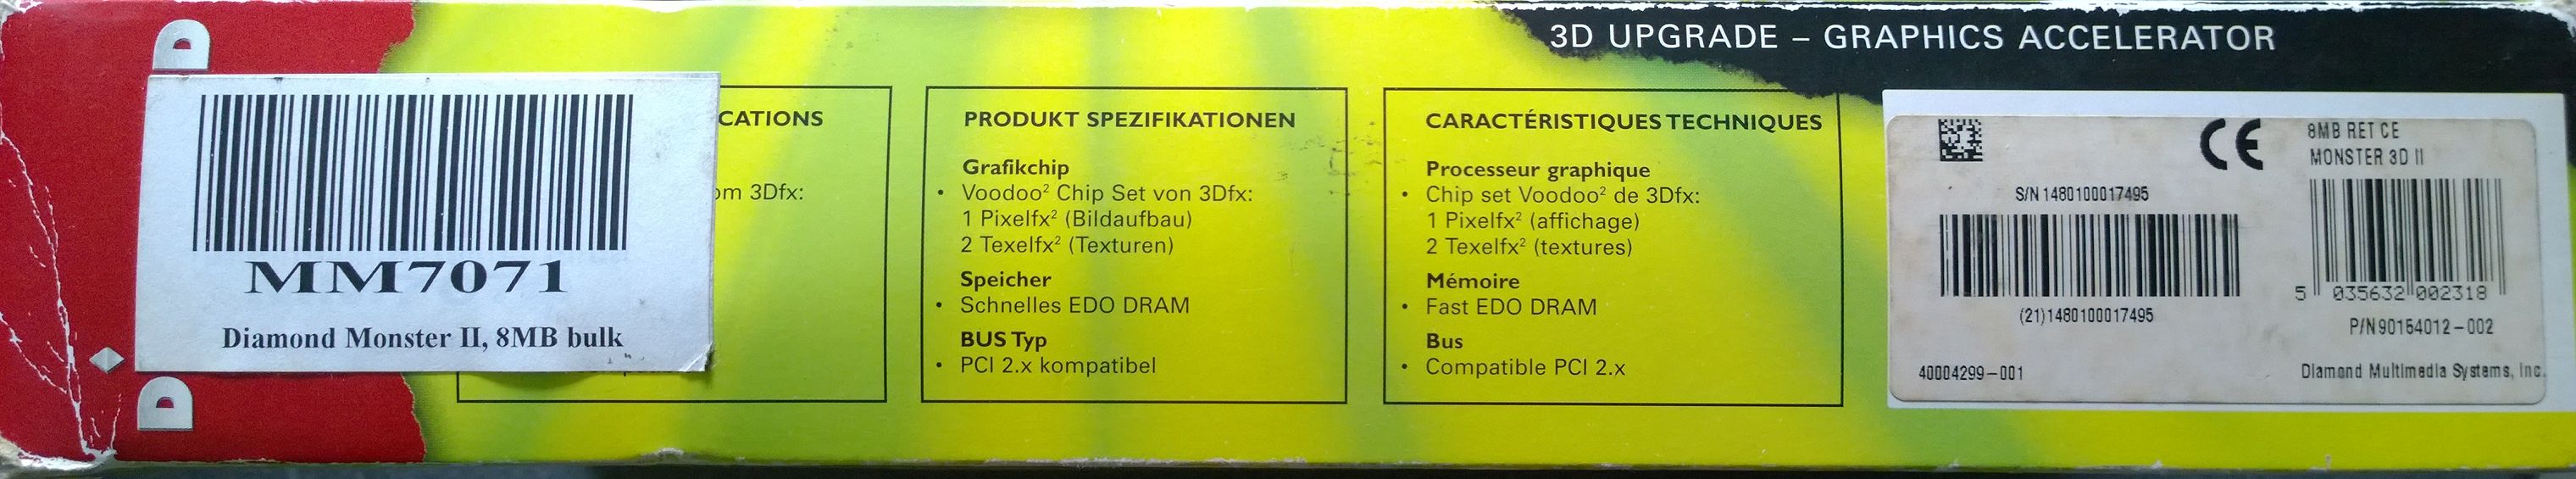 D D
MM7071
Diamond Monster II, 8MB bulk
CATIONS
om 3Dfx:
PRODUKT SPEZIFIKATIONEN
Grafikchip
• Voodoo² Chip Set von 3Dfx:
1 Pixelfx² (Bildaufbau)
2 Texelfx² (Texturen)
Speicher
• Schnelles EDO DRAM
BUS Typ
• PCI 2.x kompatibel
CARACTÉRISTIQUES TECHNIQUES
Processeur graphique
• Chip set Voodoo² de 3Dfx:
1 Pixelfx² (affichage)
2 Texelfx² (textures)
Mémoire
• Fast EDO DRAM
Bus
• Compatible PCI 2.x
3D UPGRADE – GRAPHICS ACCELERATOR
CE
S/N 1480100017495
(21)1480100017495
40004299-001
8MB RET CE
MONSTER 3D II
5 035632 002318
P/N 90154012-002
Diamond Multimedia Systems, Inc.